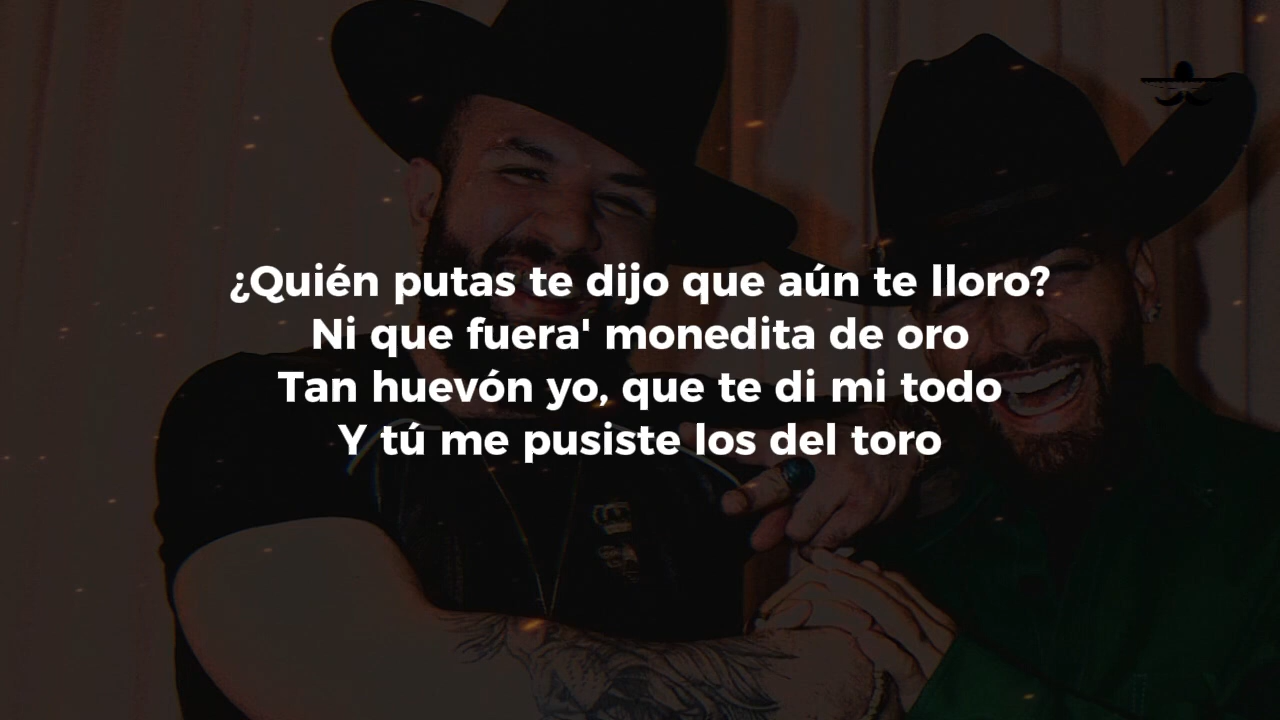 ¿Quién putas te dijo que aún te lloro?
Ni que fuera' monedita de oro
Tan huevón yo, que te di mi todo
Y tú me pusiste los del toro